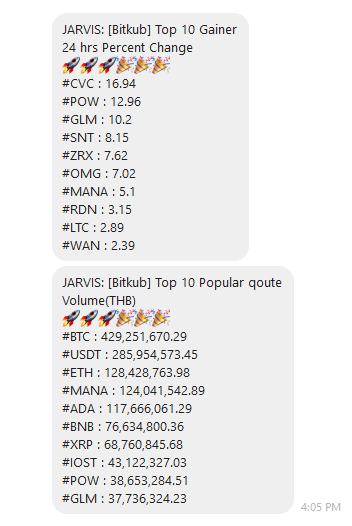 JARVIS: [Bitkub] Top 10 Gainer
24 hrs Percent Change
🚀🚀🚀🎉🎉🎉
#CVC : 16.94
#POW : 12.96
#GLM : 10.2
#SNT : 8.15
#ZRX : 7.62
#OMG : 7.02
#MANA : 5.1
#RDN : 3.15
#LTC : 2.89
#WAN : 2.39
JARVIS: [Bitkub] Top 10 Popular qoute
Volume(THB)
🚀🚀🚀🎉🎉🎉
#BTC : 429,251,670.29
#USDT : 285,954,573.45
#ETH : 128,428,763.98
#MANA : 124,041,542.89
#ADA : 117,666,061.29
#BNB : 76,634,800.36
#XRP : 68,760,845.68
#IOST : 43,122,327.03
#POW : 38,653,284.51
#GLM : 37,736,324.23
4:05 PM